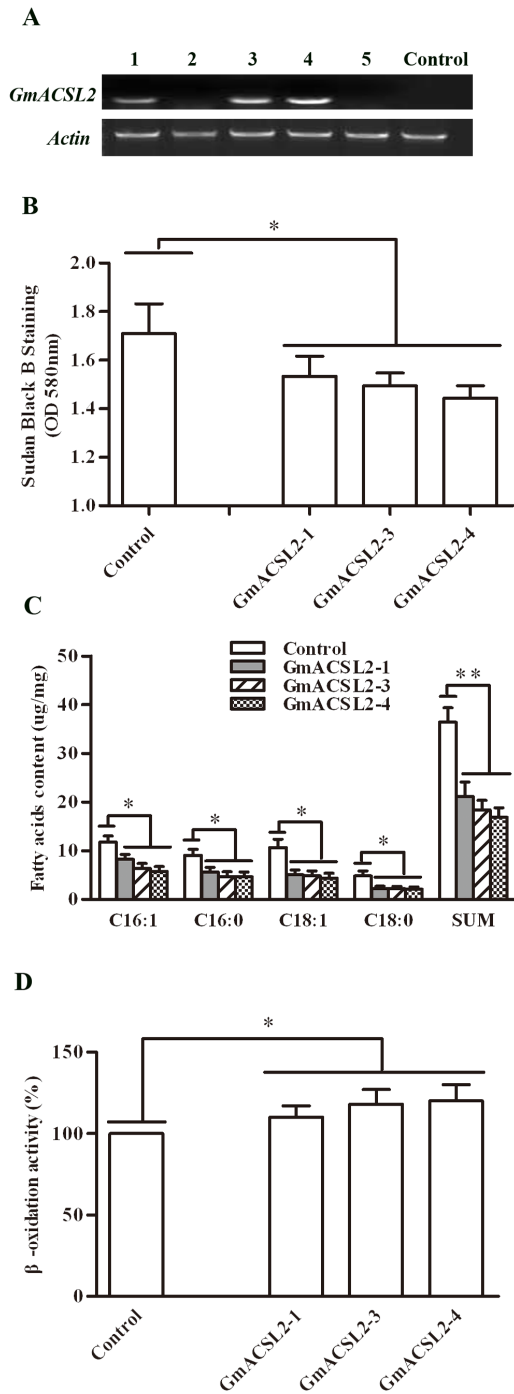 A
1 2 3 4 5 Control
GmACSL2
Actin
B
Sudan Black B Staining
(OD 580nm)
*
2.0
1.8
1.6
1.4
1.2
1.0
Control
GmACSL2-1
GmACSL2-3
GmACSL2-4
C
Fatty acids content (ug/mg)
Control
GmACSL2-1
GmACSL2-3
GmACSL2-4
50
40
30
20
10
0
* * * * **
C16:1 C16:0 C18:1 C18:0 SUM
D
β -oxidation activity (%)
*
150
100
50
0
Control
GmACSL2-1
GmACSL2-3
GmACSL2-4